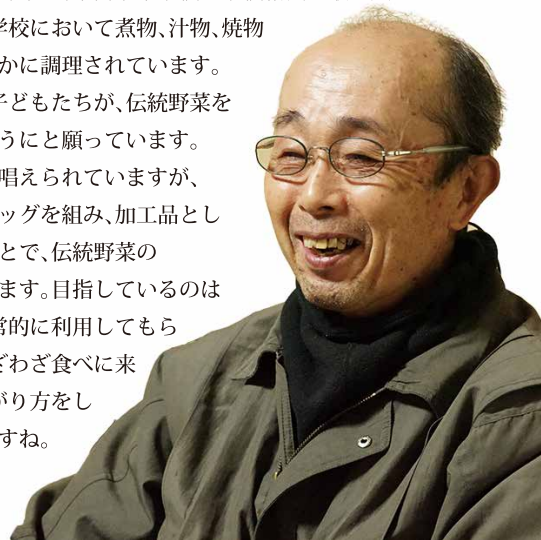 学校において煮物、汁物、焼物
かに調理されています。
子どもたちが、伝統野菜を
うにと願っています。
唱えられていますが、
ッグを組み、加工品とし
とで、伝統野菜の
ます。目指しているのは
常的に利用してもら
ざわざ食べに来
がり方をし
すね。